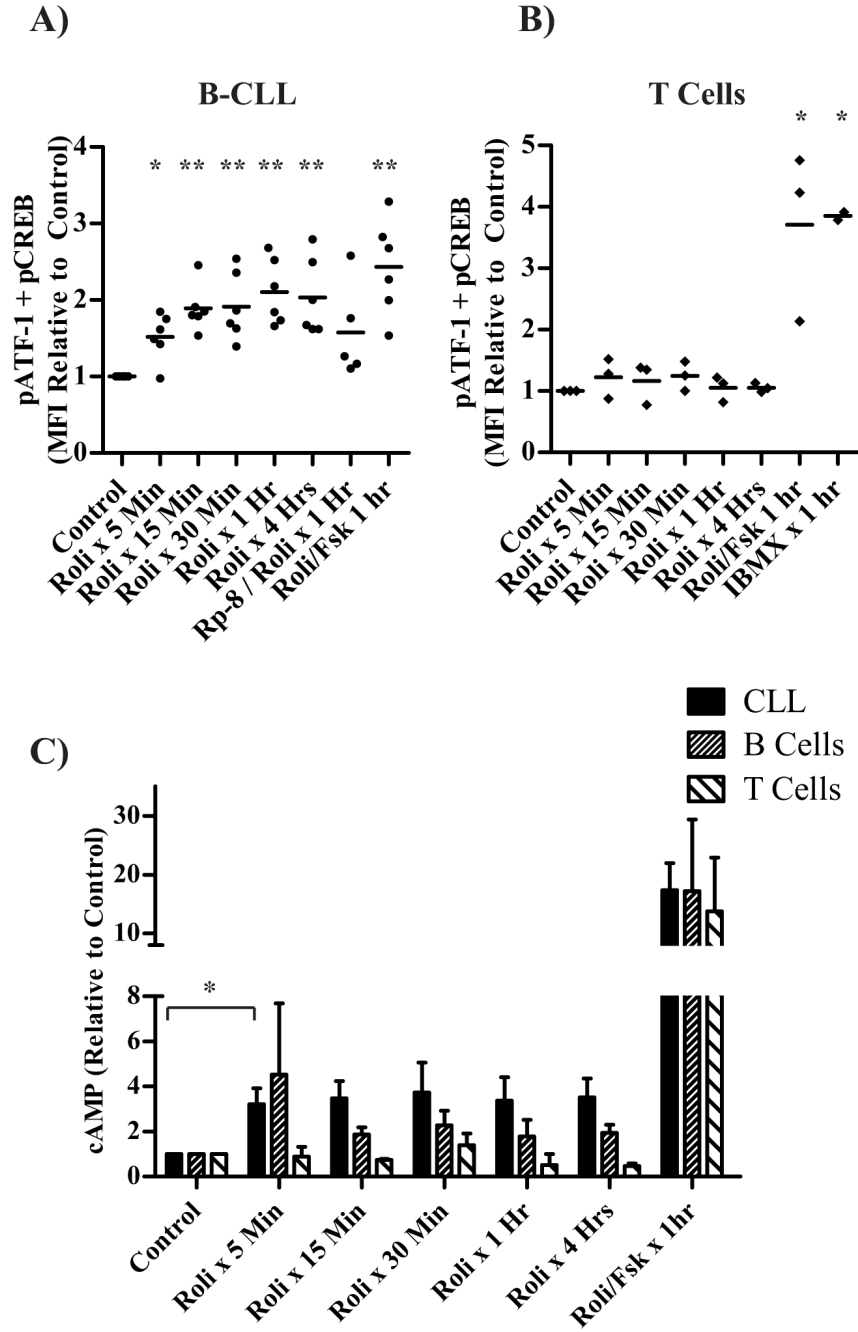 A)
B-CLL
pATF-1 + pCREB
(MFI Relative to Control)
4
3
2
1
0
* ** ** ** ** **
Control
Roli x 5 Min
Roli x 15 Min
Roli x 30 Min
Roli x 1 Hr
Roli x 4 Hrs
Rp-8 / Roli x 1 Hr
Roli/Fsk 1 hr
B)
T Cells
pATF-1 + pCREB
(MFI Relative to Control)
5
4
3
2
1
0
* *
Control
Roli x 5 Min
Roli x 15 Min
Roli x 30 Min
Roli x 1 Hr
Roli x 4 Hrs
Roli/Fsk 1 hr
IBMX x 1 hr
C)
CLL
B Cells
T Cells
cAMP (Relative to Control)
30
20
10
8
6
4
2
0
*
Control
Roli x 5 Min
Roli x 15 Min
Roli x 30 Min
Roli x 1 Hr
Roli x 4 Hrs
Roli/Fsk x 1hr